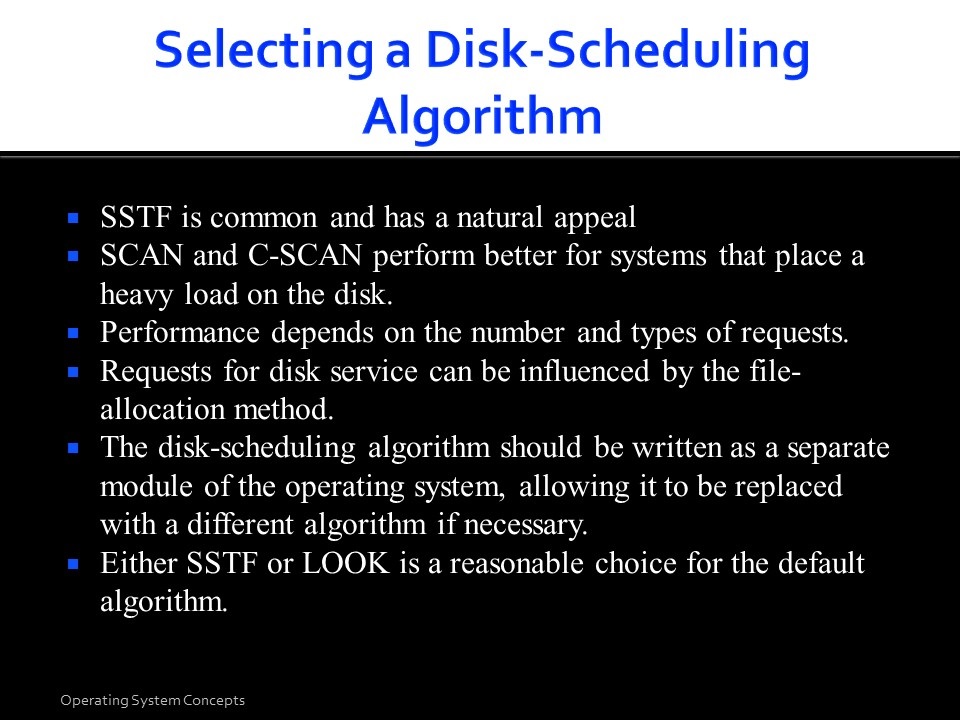 Selecting a Disk-Scheduling
Algorithm
SSTF is common and has a natural appeal
SCAN and C-SCAN perform better for systems that place a
heavy load on the disk.
Performance depends on the number and types of requests.
Requests for disk service can be influenced by the file-
allocation method.
The disk-scheduling algorithm should be written as a separate
module of the operating system, allowing it to be replaced
with a different algorithm if necessary.
Either SSTF or LOOK is a reasonable choice for the default
algorithm.
Operating System Concepts